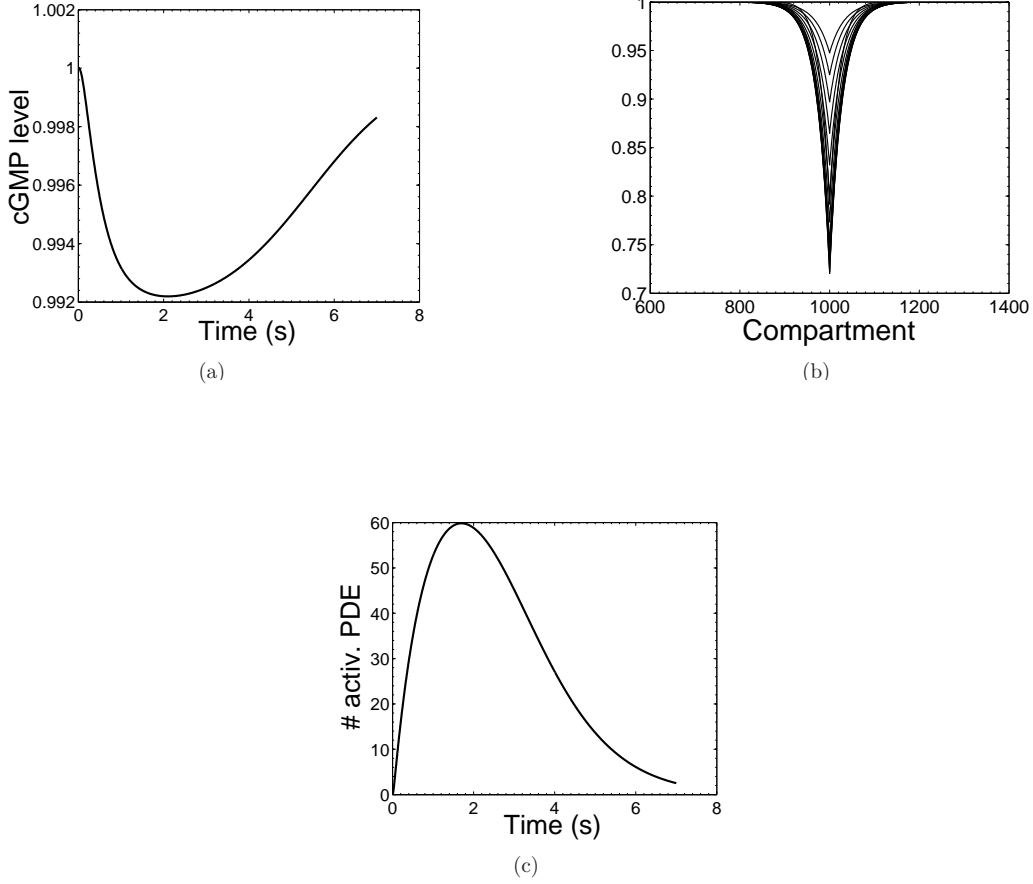 1.002
1
0.998
0.996
0.994
0.992
cGMP level
0 2 4 6 8
Time (s)
(a)
1
0.95
0.9
0.85
0.8
0.75
0.7
600 800 1000 1200 1400
Compartment
(b)
60
50
40
30
20
10
0
# activ. PDE
0 2 4 6 8
Time (s)
(c)